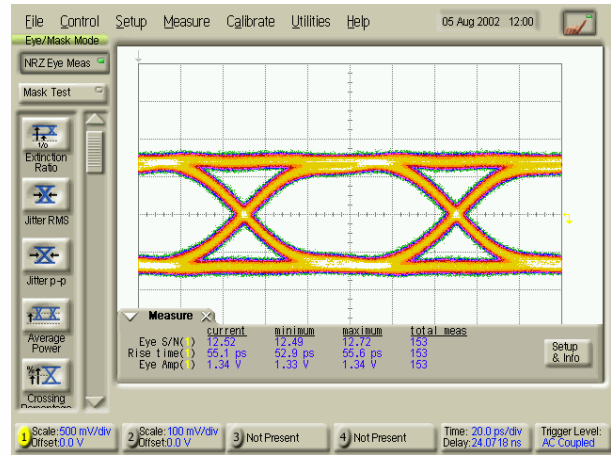 File Control Setup Measure Calibrate Utilities Help 05 Aug 2002 12:00
Eye/Mask Mode
NRZ Eye Meas
Mask Test
1/0
Extinction
Ratio
Jitter RMS
Jitter p-p
Average
Power
Crossing
Measure
current minimum maximum total meas
Eye S/N(1) 12.52 12.49 12.72 153
Rise time(1) 55.1 ps 52.9 ps 55.6 ps 153
Eye Amp(1) 1.34 V 1.33 V 1.34 V 153
Setup
& Info
1 Scale:500 mV/div
Offset:0.0 V
2 Scale:100 mV/div
Offset:0.0 V
3 Not Present
4 Not Present
Time: 20.0 ps/div
Delay:24.0718 ns
Trigger Level:
AC Coupled